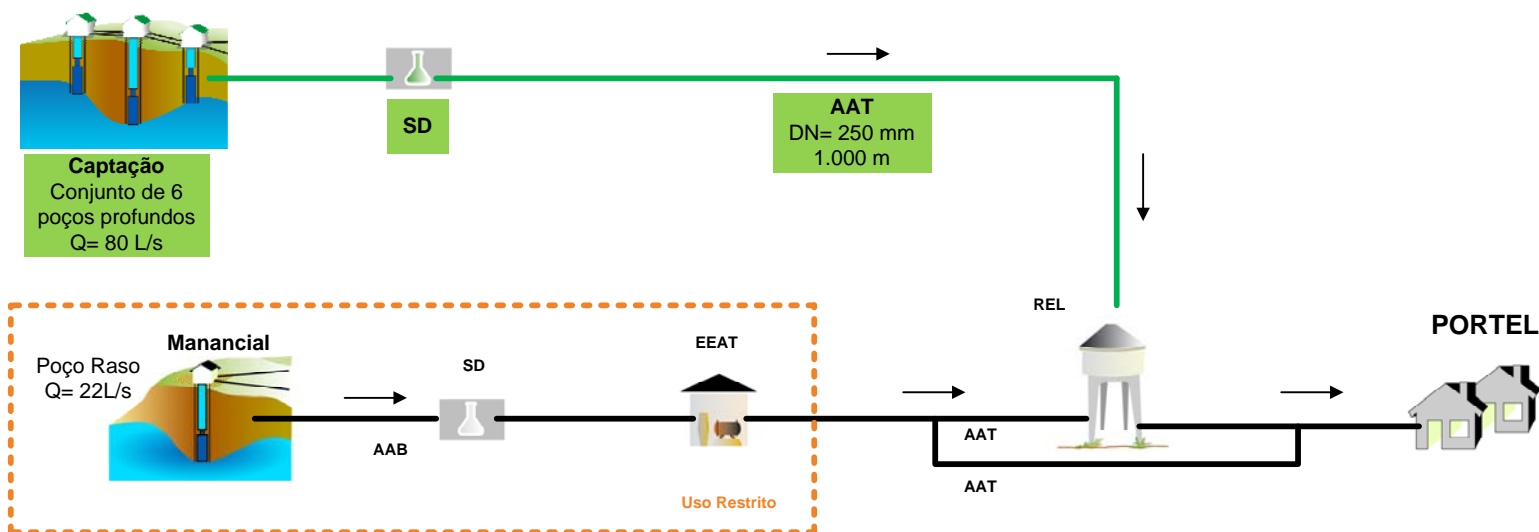 SD
AAT
DN= 250 mm
1.000 m
Captação
Conjunto de 6
poços profundos
Q= 80 L/s
REL
PORTEL
Manancial
Poço Raso
Q= 22L/s
SD
EEAT
AAB
AAT
AAT
Uso Restrito